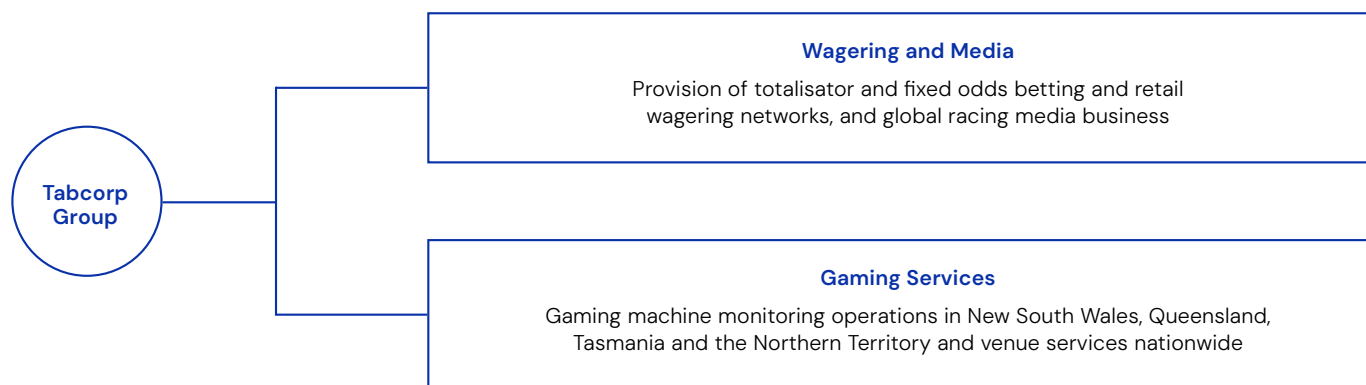 Wagering and Media
Provision of totalisator and fixed odds betting and retail
wagering networks, and global racing media business
Tabcorp
Group
Gaming Services
Gaming machine monitoring operations in New South Wales, Queensland,
Tasmania and the Northern Territory and venue services nationwide